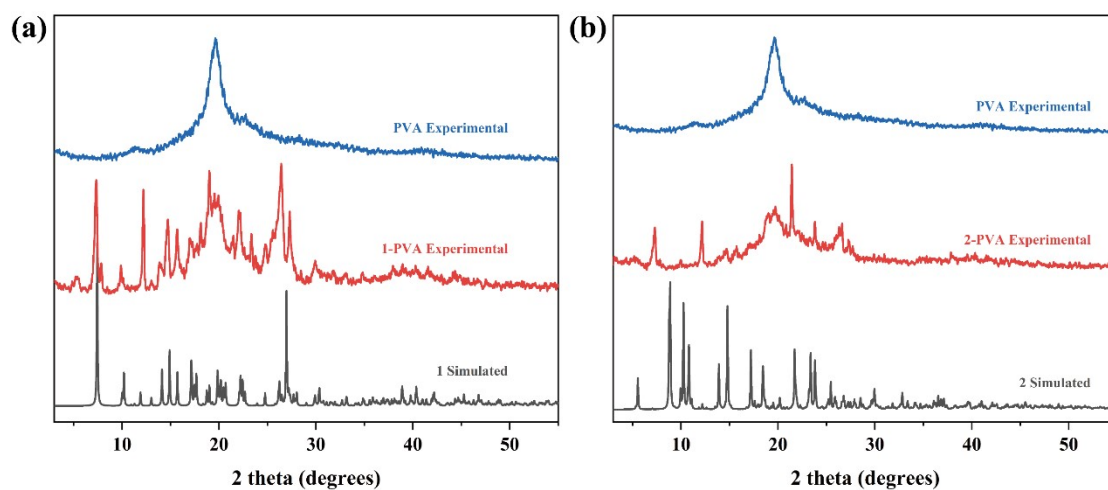 (a)
PVA Experimental
1-PVA Experimental
1 Simulated
10
20
30
40
50
2 theta (degrees)
(b)
PVA Experimental
2-PVA Experimental
2 Simulated
10
20
30
40
50
2 theta (degrees)